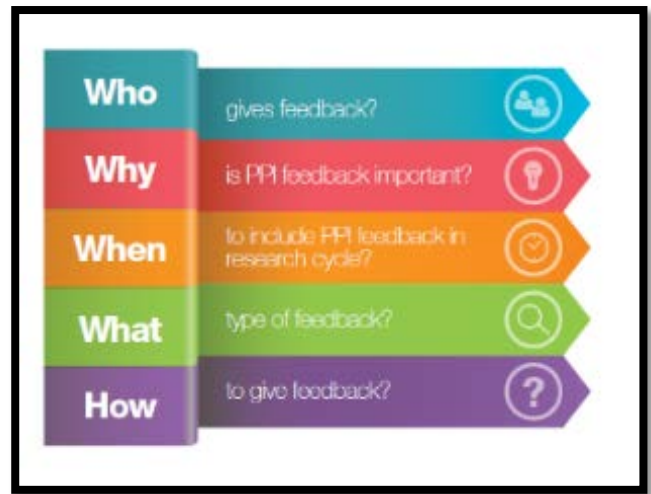 Who
gives feedback?
Why
is PPI feedback important?
When
to include PPI feedback in
research cycle?
What
type of feedback?
How
to give feedback?
?